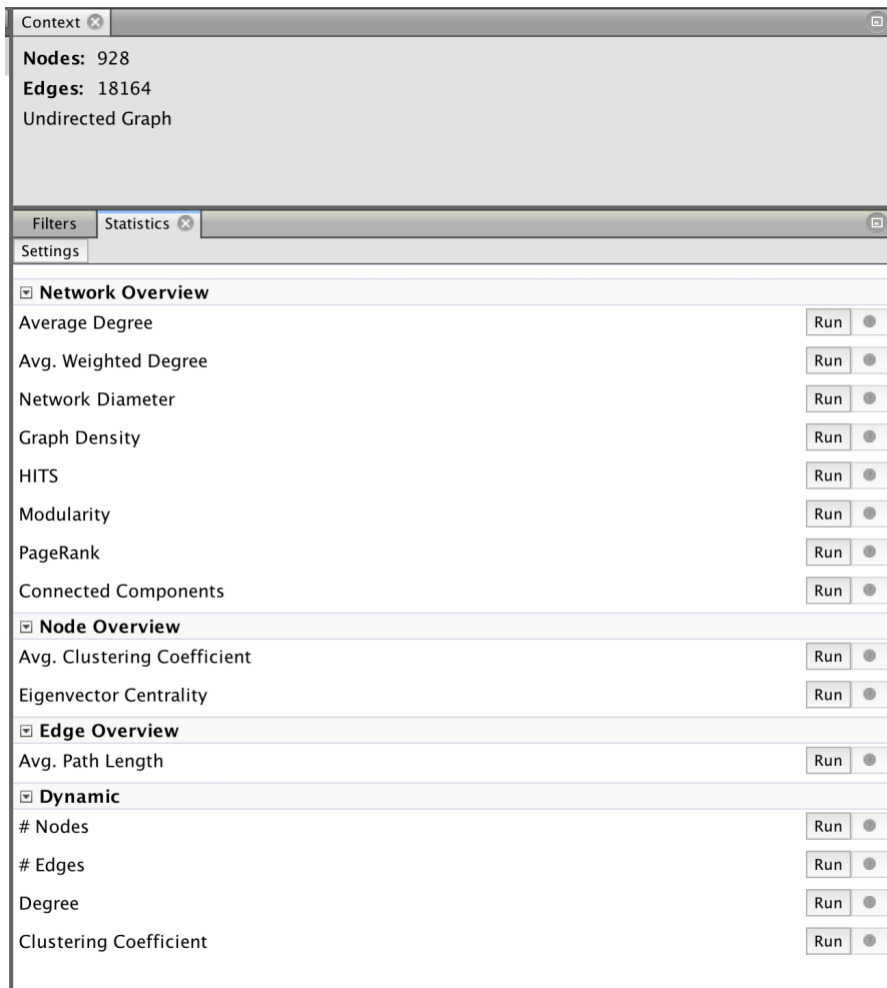 Context
Nodes: 928
Edges: 18164
Undirected Graph
Filters Statistics
Settings
Network Overview
Average Degree Run
Avg. Weighted Degree Run
Network Diameter Run
Graph Density Run
HITS Run
Modularity Run
PageRank Run
Connected Components Run
Node Overview
Avg. Clustering Coefficient Run
Eigenvector Centrality Run
Edge Overview
Avg. Path Length Run
Dynamic
# Nodes Run
# Edges Run
Degree Run
Clustering Coefficient Run